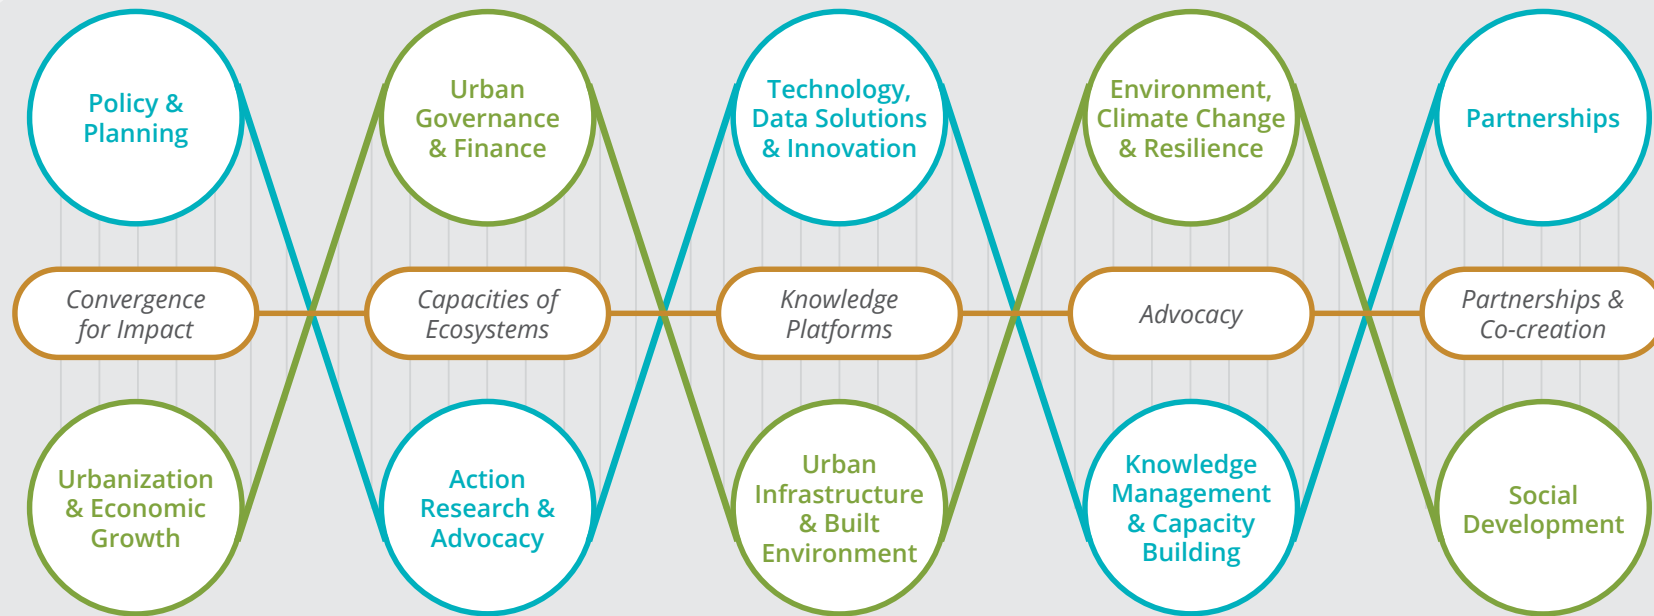 Policy &
Planning
Urban
Governance
& Finance
Technology,
Data Solutions
& Innovation
Environment,
Climate Change
& Resilience
Partnerships
Convergence
for Impact
Capacities of
Ecosystems
Knowledge
Platforms
Advocacy
Partnerships &
Co-creation
Urbanization
& Economic
Growth
Action
Research &
Advocacy
Urban
Infrastructure
& Built
Environment
Knowledge
Management
& Capacity
Building
Social
Development